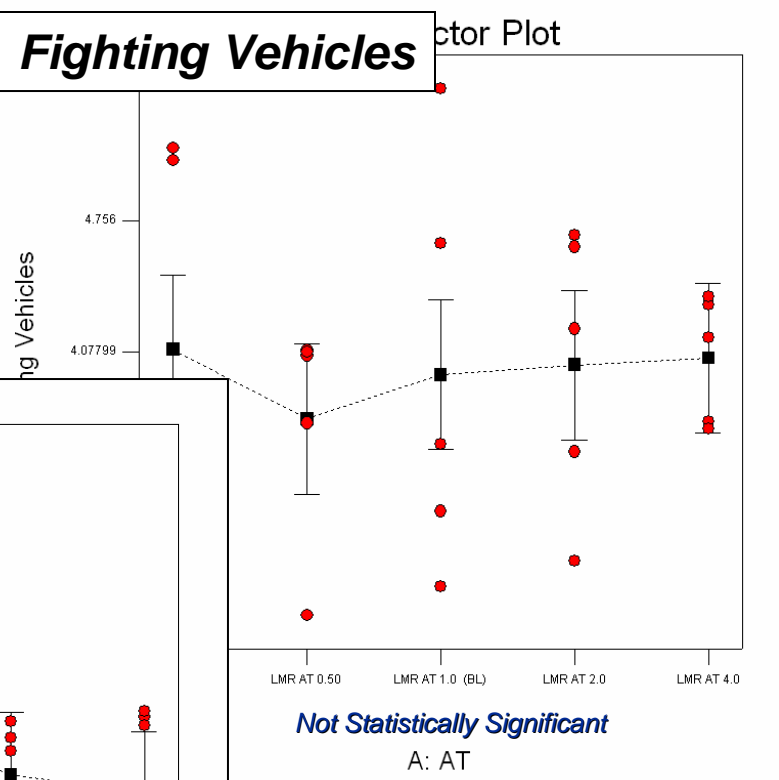 Fighting Vehicles
ctor Plot
4.756
ng Vehicles
4.07799
LMR AT 0.50
LMR AT 1.0 (BL)
LMR AT 2.0
LMR AT 4.0
Not Statistically Significant
A: AT